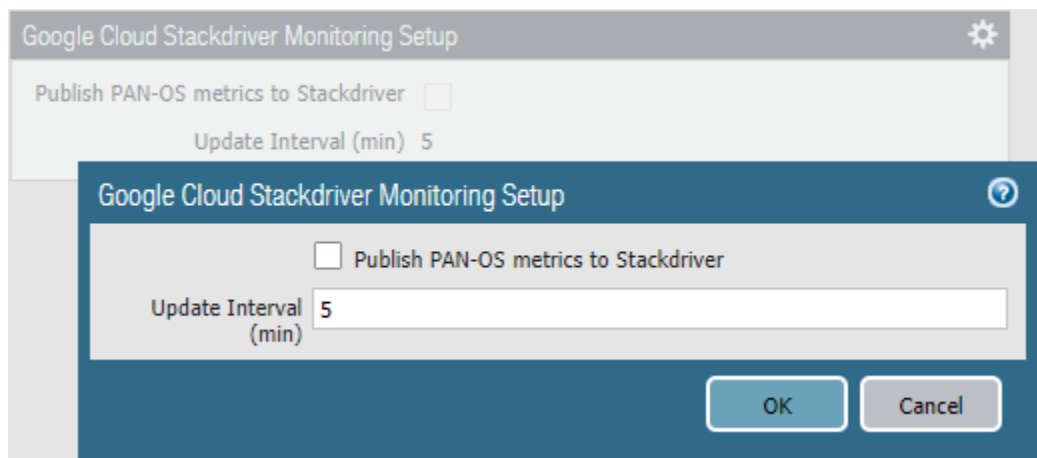 Google Cloud Stackdriver Monitoring Setup
Publish PAN-OS metrics to Stackdriver
Update Interval (min) 5
Google Cloud Stackdriver Monitoring Setup
Publish PAN-OS metrics to Stackdriver
Update Interval 5
(min)
OK Cancel